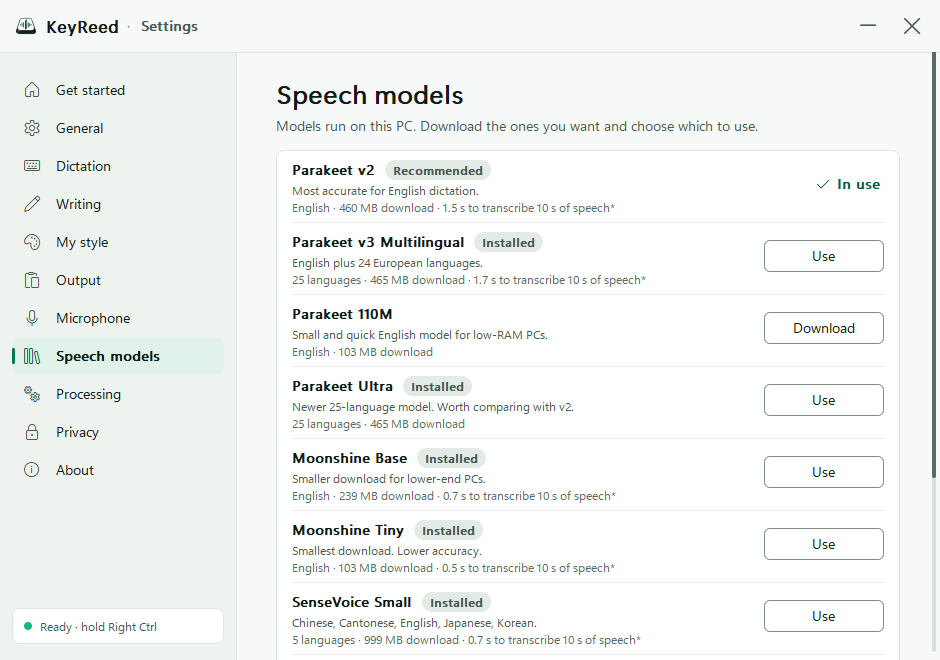 KeyReed · Settings
Get started
General
Dictation
Writing
My style
Output
Microphone
Speech models
Processing
Privacy
About
Ready · hold Right Ctrl
Speech models
Models run on this PC. Download the ones you want and choose which to use.
Parakeet v2 Recommended
Most accurate for English dictation.
English · 460 MB download · 1.5 s to transcribe 10 s of speech*
In use
Parakeet v3 Multilingual Installed
English plus 24 European languages.
25 languages · 465 MB download · 1.7 s to transcribe 10 s of speech*
Use
Parakeet 110M
Small and quick English model for low-RAM PCs.
English · 103 MB download
Download
Parakeet Ultra Installed
Newer 25-language model. Worth comparing with v2.
25 languages · 465 MB download
Use
Moonshine Base Installed
Smaller download for lower-end PCs.
English · 239 MB download · 0.7 s to transcribe 10 s of speech*
Use
Moonshine Tiny Installed
Smallest download. Lower accuracy.
English · 103 MB download · 0.5 s to transcribe 10 s of speech*
Use
SenseVoice Small Installed
Chinese, Cantonese, English, Japanese, Korean.
5 languages · 999 MB download · 0.7 s to transcribe 10 s of speech*
Use